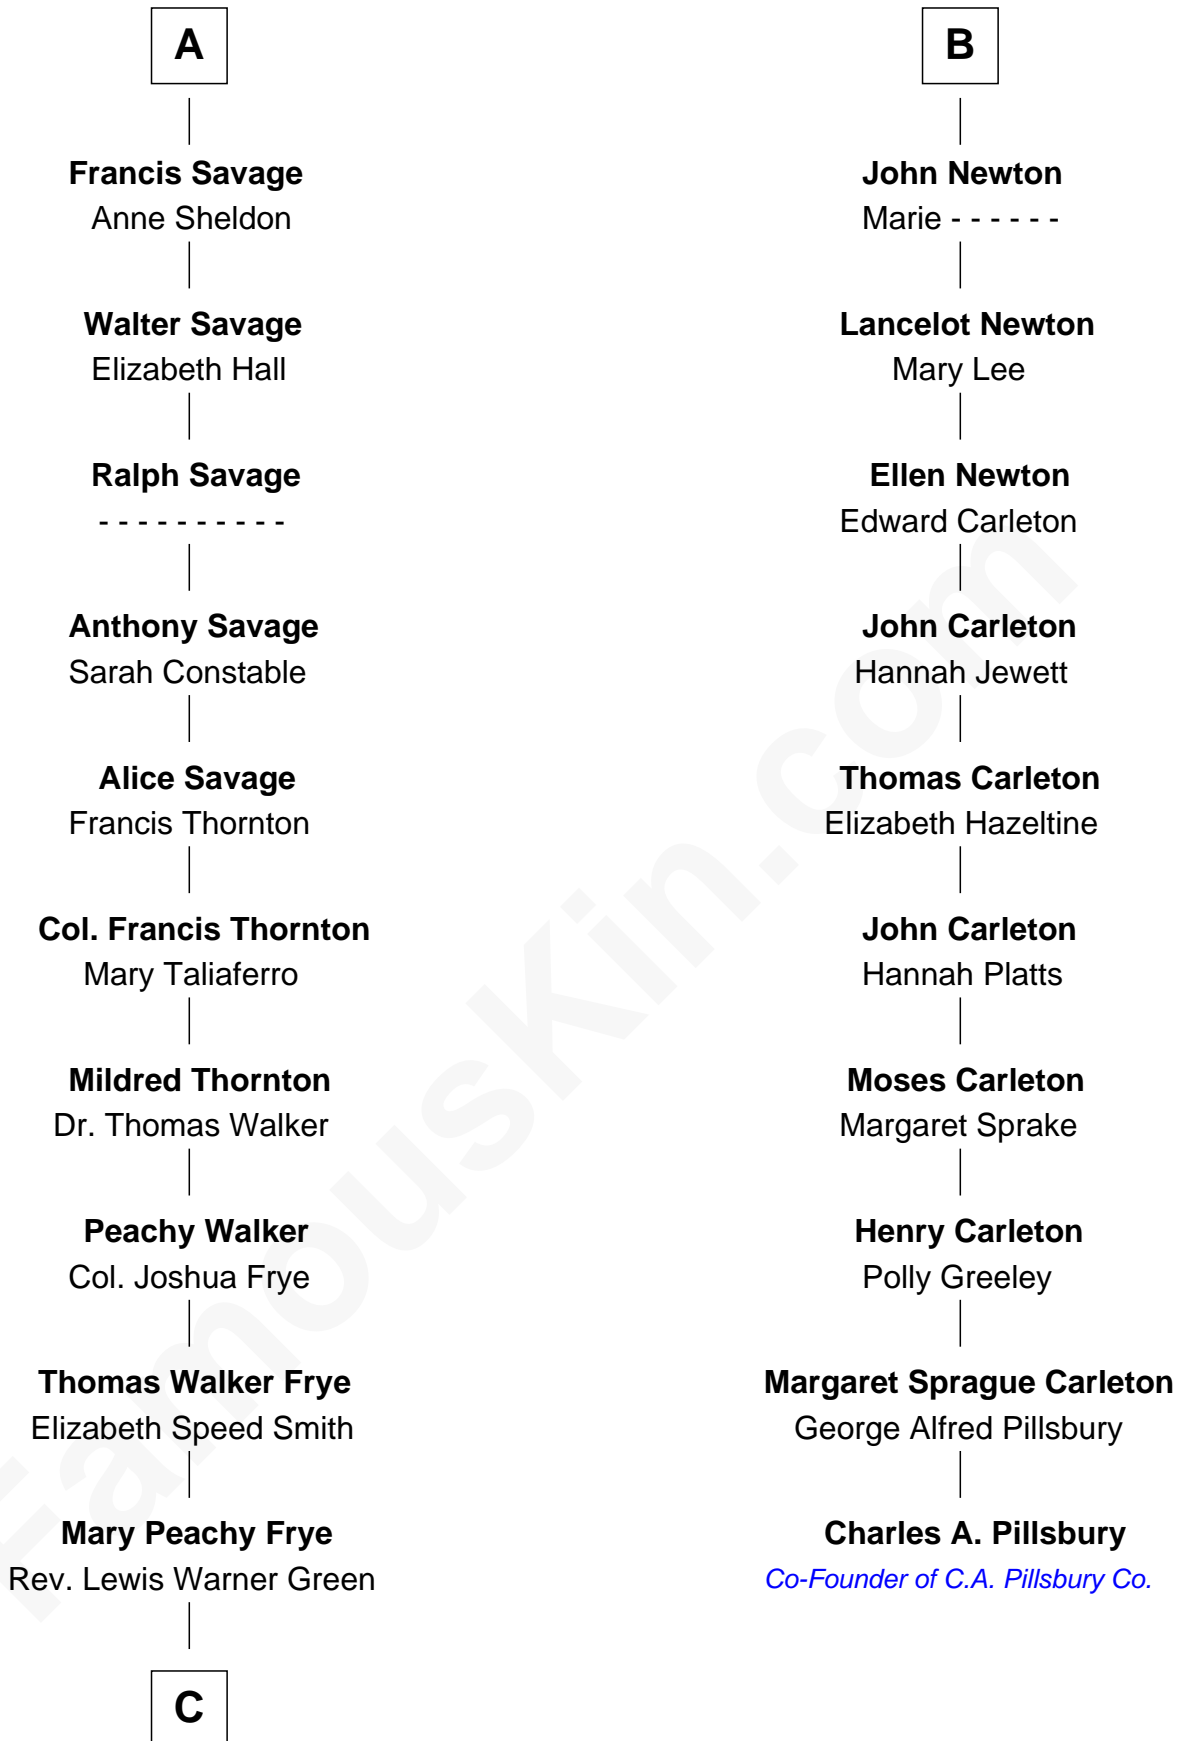 A
Francis Savage
Anne Sheldon
Walter Savage
Elizabeth Hall
Ralph Savage
- - - - - - - - - -
Anthony Savage
Sarah Constable
Alice Savage
Francis Thornton
Col. Francis Thornton
Mary Taliaferro
Mildred Thornton
Dr. Thomas Walker
Peachy Walker
Col. Joshua Frye
Thomas Walker Frye
Elizabeth Speed Smith
Mary Peachy Frye
Rev. Lewis Warner Green
C
B
John Newton
Marie - - - - - -
Lancelot Newton
Mary Lee
Ellen Newton
Edward Carleton
John Carleton
Hannah Jewett
Thomas Carleton
Elizabeth Hazeltine
John Carleton
Hannah Platts
Moses Carleton
Margaret Sprake
Henry Carleton
Polly Greeley
Margaret Sprague Carleton
George Alfred Pillsbury
Charles A. Pillsbury
Co-Founder of C.A. Pillsbury Co.
FamousKin.com